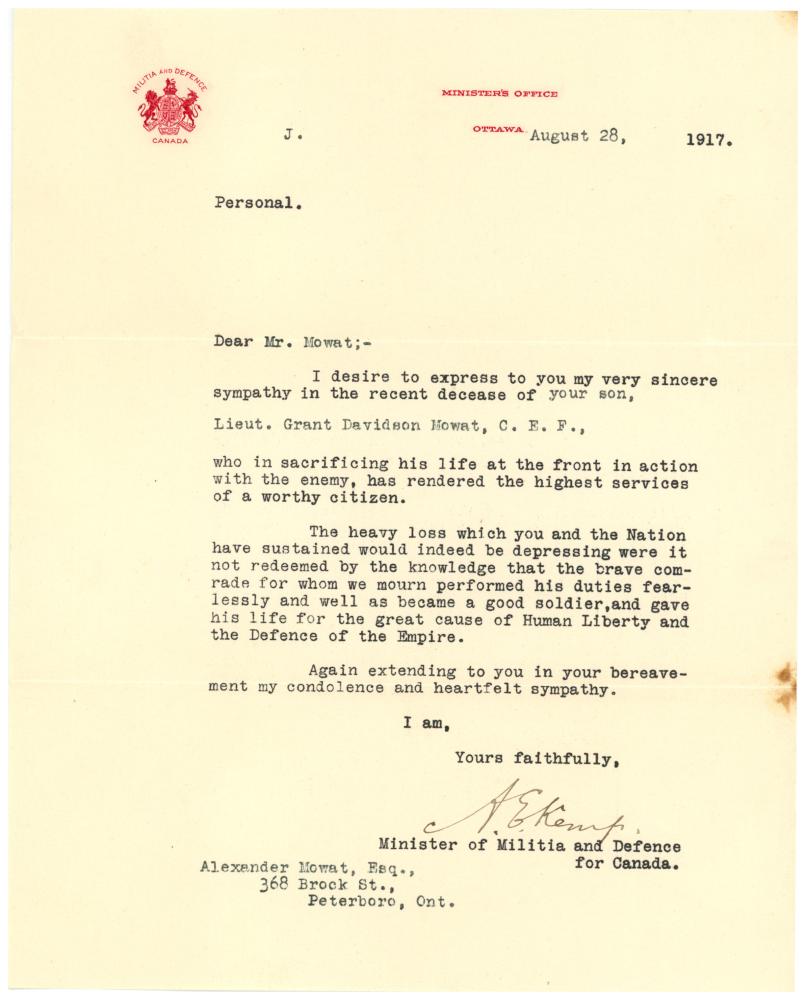 MILITIA AND DEFENCE
CANADA
MINISTER'S OFFICE
J.
OTTAWA August 28, 1917.
Personal.
Dear Mr. Mowat;-
I desire to express to you my very sincere
sympathy in the recent decease of your son,
Lieut. Grant Davidson Mowat, C. E. F.,
who in sacrificing his life at the front in action
with the enemy, has rendered the highest services
of a worthy citizen.
The heavy loss which you and the Nation
have sustained would indeed be depressing were it
not redeemed by the knowledge that the brave com-
rade for whom we mourn performed his duties fear-
lessly and well as became a good soldier,and gave
his life for the great cause of Human Liberty and
the Defence of the Empire.
Again extending to you in your bereave-
ment my condolence and heartfelt sympathy.
I am,
Yours faithfully,
A.E.Kemp.
Minister of Militia and Defence
for Canada.
Alexander Mowat, Esq.,
368 Brock St.,
Peterboro, Ont.